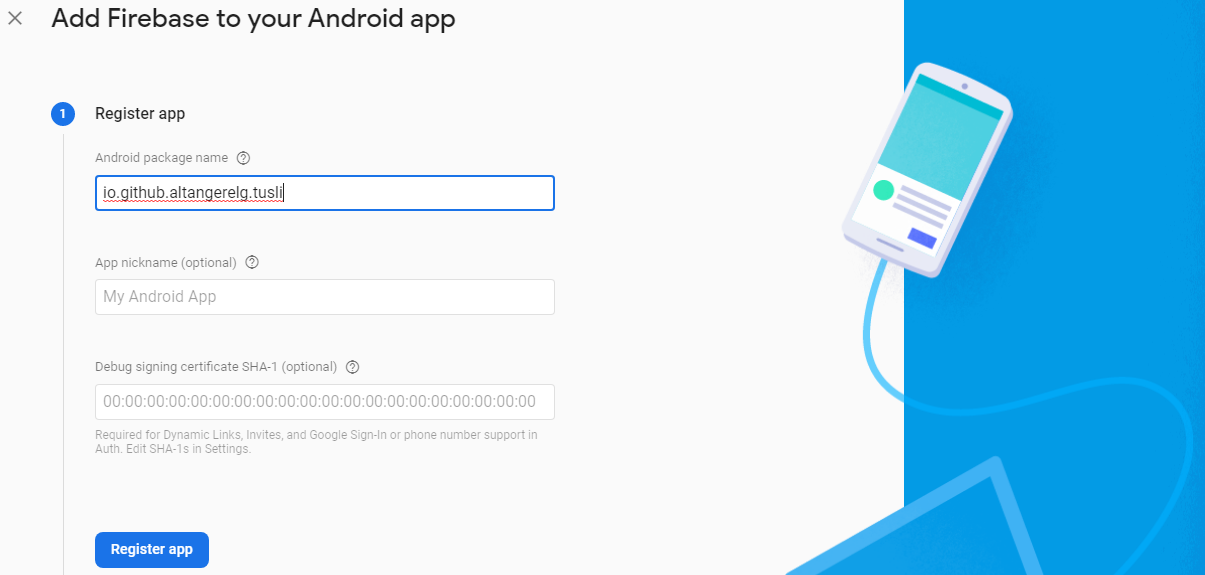 Add Firebase to your Android app
1 Register app
Android package name
io.github.altangerelg.tusli
App nickname (optional)
My Android App
Debug signing certificate SHA-1 (optional)
00:00:00:00:00:00:00:00:00:00:00:00:00:00:00:00:00:00:00:00
Required for Dynamic Links, Invites, and Google Sign-In or phone number support in
Auth. Edit SHA-1s in Settings.
Register app